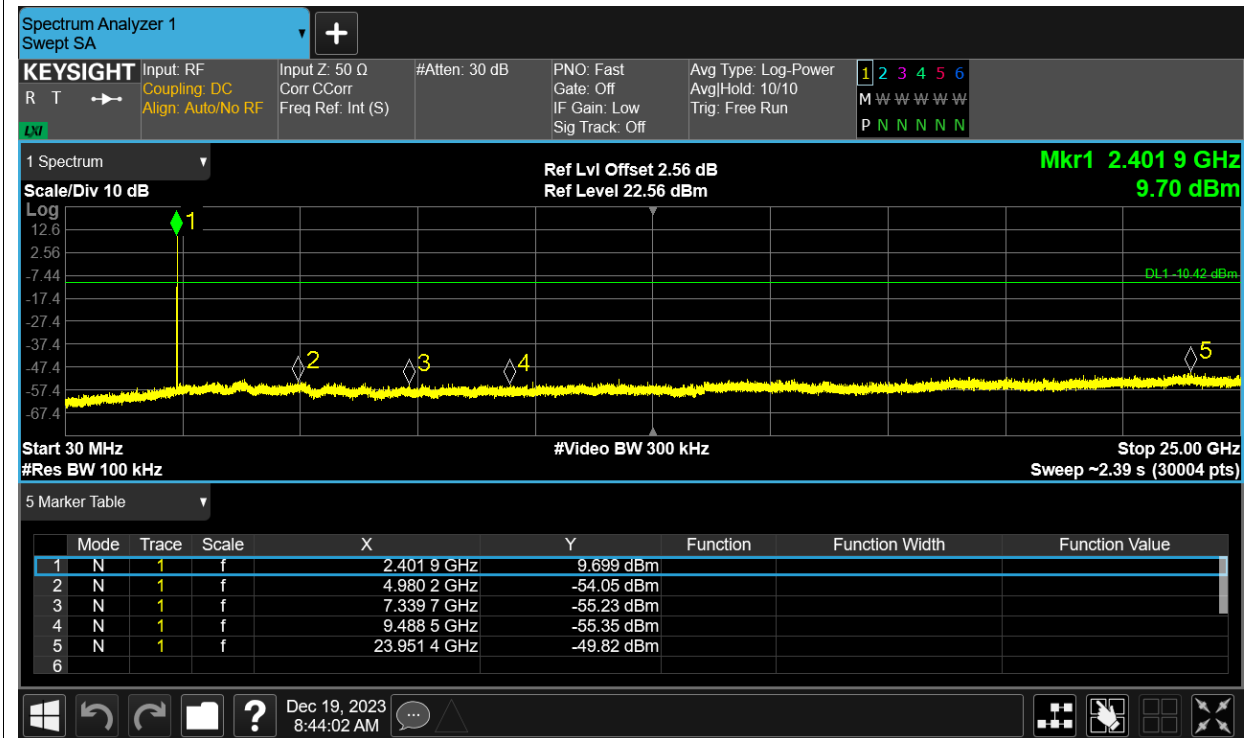 Spectrum Analyzer 1
Swept SA
KEYSIGHT
R T
LXI
Input: RF
Coupling: DC
Align: Auto/No RF
Input Z: 50 Ω
Corr CCorr
Freq Ref: Int (S)
#Atten: 30 dB
PNO: Fast
Gate: Off
IF Gain: Low
Sig Track: Off
Avg Type: Log-Power
Avg|Hold: 10/10
Trig: Free Run
1 2 3 4 5 6
M W W W W W
P N N N N N
1 Spectrum
Scale/Div 10 dB
Ref Lvl Offset 2.56 dB
Ref Level 22.56 dBm
Mkr1 2.401 9 GHz
9.70 dBm
Log
12.6
2.56
-7.44
-17.4
-27.4
-37.4
-47.4
-57.4
-67.4
1
2
3
4
5
DL1 -10.42 dBm
Start 30 MHz
#Res BW 100 kHz
#Video BW 300 kHz
Stop 25.00 GHz
Sweep ~2.39 s (30004 pts)
5 Marker Table
Mode Trace Scale X Y Function Function Width Function Value
1 N 1 f 2.401 9 GHz 9.699 dBm
2 N 1 f 4.980 2 GHz -54.05 dBm
3 N 1 f 7.339 7 GHz -55.23 dBm
4 N 1 f 9.488 5 GHz -55.35 dBm
5 N 1 f 23.951 4 GHz -49.82 dBm
6
?
Dec 19, 2023
8:44:02 AM